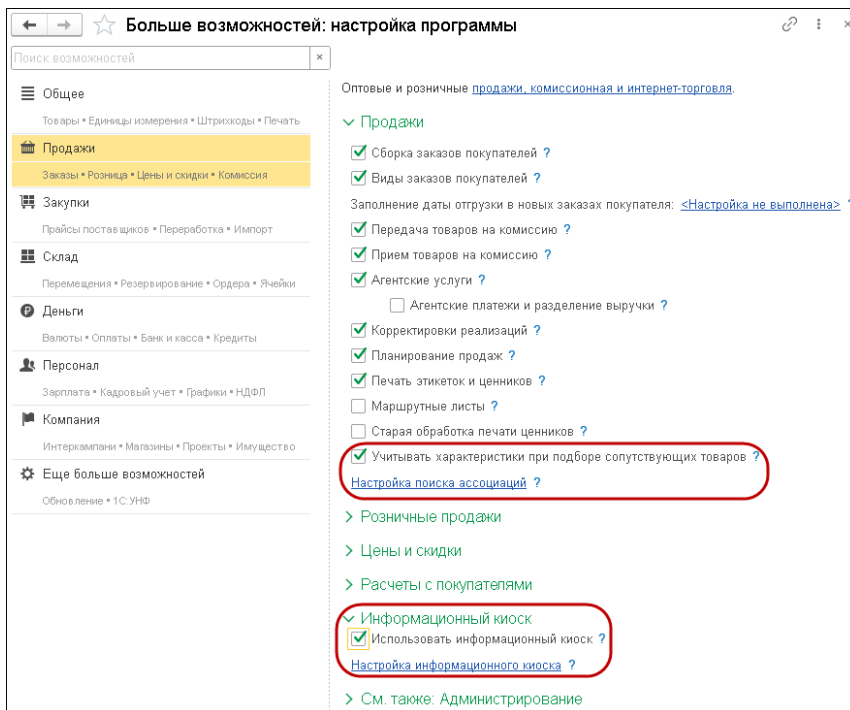 Больше возможностей: настройка программы
Поиск возможностей
Общее
Товары • Единицы измерения • Штрихкоды • Печать
Продажи
Заказы • Розница • Цены и скидки • Комиссия
Закупки
Прайсы поставщиков • Переработка • Импорт
Склад
Перемещения • Резервирование • Ордера • Ячейки
Деньги
Валюты • Оплаты • Банк и касса • Кредиты
Персонал
Зарплата • Кадровый учет • Графики • НДФЛ
Компания
Интеркампани • Магазины • Проекты • Имущество
Еще больше возможностей
Обновление • 1С:УНФ
Оптовые и розничные продажи, комиссионная и интернет-торговля.
Продажи
Сборка заказов покупателей ?
Виды заказов покупателей ?
Заполнение даты отгрузки в новых заказах покупателя: <Настройка не выполнена> ?
Передача товаров на комиссию ?
Прием товаров на комиссию ?
Агентские услуги ?
Агентские платежи и разделение выручки ?
Корректировки реализаций ?
Планирование продаж ?
Печать этикеток и ценников ?
Маршрутные листы ?
Старая обработка печати ценников ?
Учитывать характеристики при подборе сопутствующих товаров ?
Настройка поиска ассоциаций ?
Розничные продажи
Цены и скидки
Расчеты с покупателями
Информационный киоск
Использовать информационный киоск ?
Настройка информационного киоска ?
См. также: Администрирование